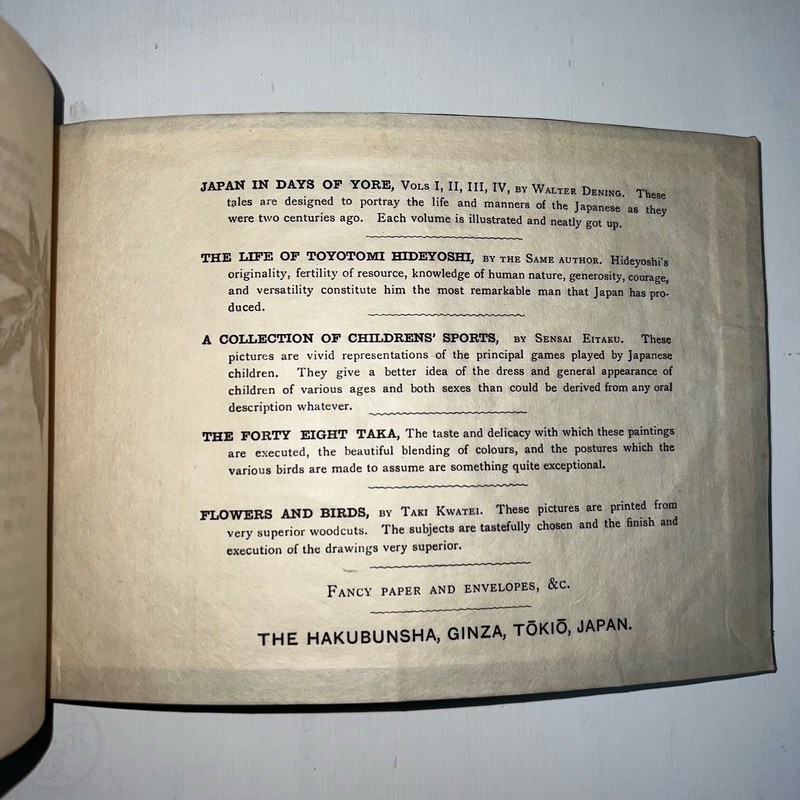 JAPAN IN DAYS OF YORE, VOLS I, II, III, IV, BY WALTER DENING. These
tales are designed to portray the life and manners of the Japanese as they
were two centuries ago. Each volume is illustrated and neatly got up.
THE LIFE OF TOYOTOMI HIDEYOSHI, BY THE SAME AUTHOR. Hideyoshi's
originality, fertility of resource, knowledge of human nature, generosity, courage,
and versatility constitute him the most remarkable man that Japan has pro-
duced.
A COLLECTION OF CHILDRENS' SPORTS, BY SENSAI EITAKU. These
pictures are vivid representations of the principal games played by Japanese
children. They give a better idea of the dress and general appearance of
children of various ages and both sexes than could be derived from any oral
description whatever.
THE FORTY EIGHT TAKA, The taste and delicacy with which these paintings
are executed, the beautiful blending of colours, and the postures which the
various birds are made to assume are something quite exceptional.
FLOWERS AND BIRDS, BY TAKI KWATEI. These pictures are printed from
very superior woodcuts. The subjects are tastefully chosen and the finish and
execution of the drawings very superior.
FANCY PAPER AND ENVELOPES, &C.
THE HAKUBUNSHA, GINZA, TŌKIŌ, JAPAN.